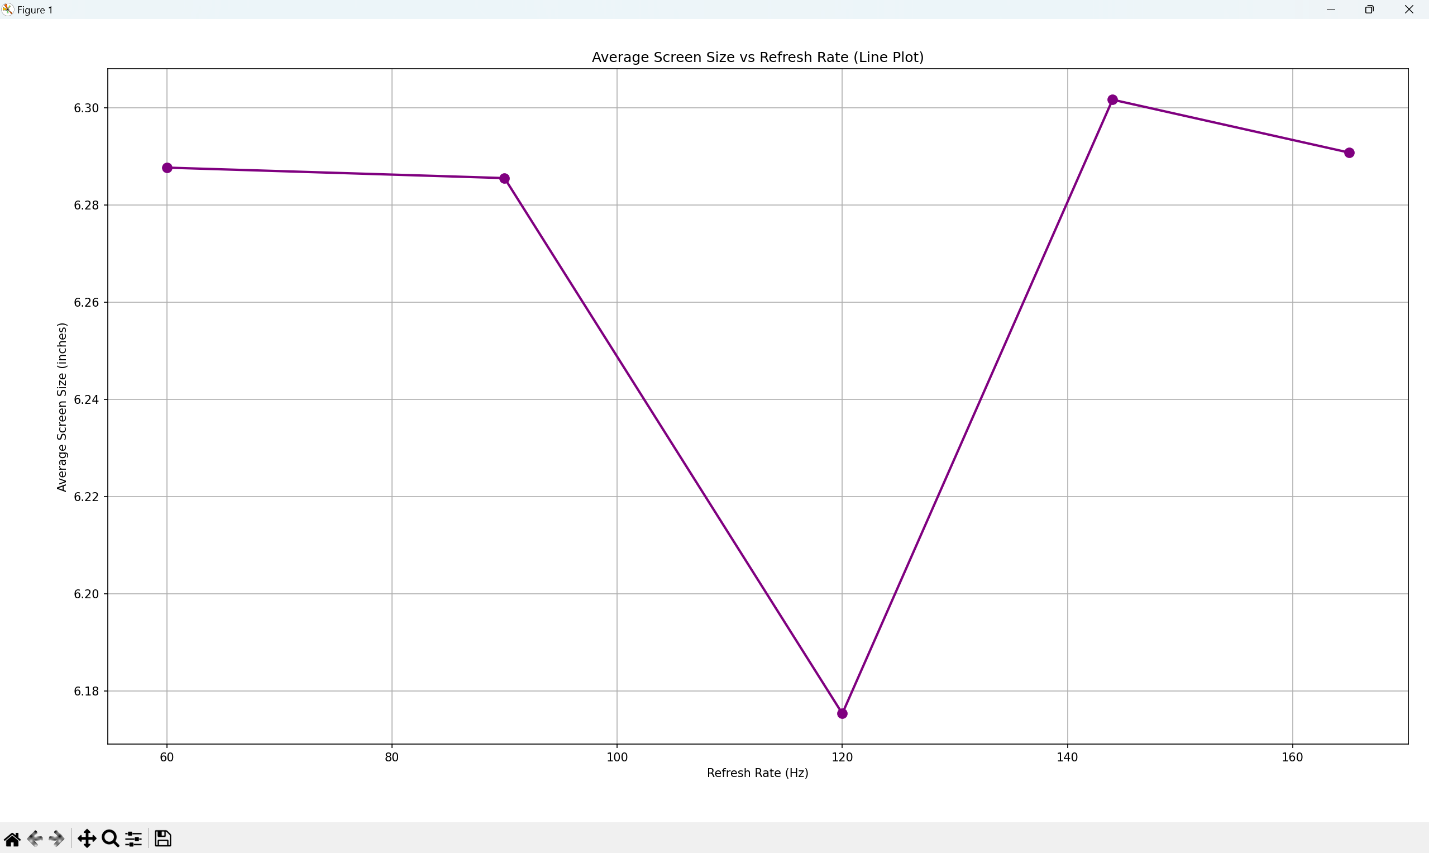 Figure 1
Average Screen Size vs Refresh Rate (Line Plot)
6.30
6.28
6.26
6.24
6.22
6.20
6.18
Average Screen Size (inches)
60 80 100 120 140 160
Refresh Rate (Hz)